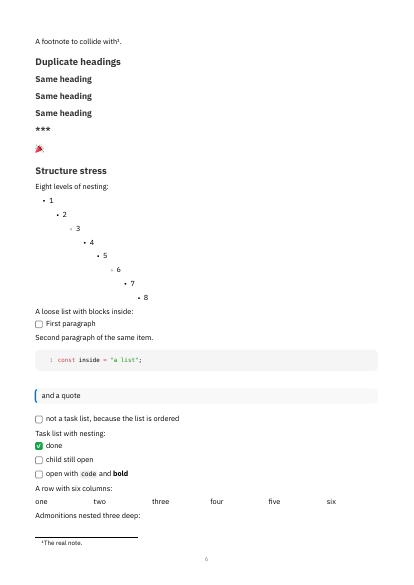 A footnote to collide with¹.
Duplicate headings
Same heading
Same heading
Same heading
***
🎉
Structure stress
Eight levels of nesting:
• 1
• 2
◦ 3
• 4
• 5
◦ 6
• 7
• 8
A loose list with blocks inside:
☐ First paragraph
Second paragraph of the same item.
1 const inside = "a list";
and a quote
☐ not a task list, because the list is ordered
Task list with nesting:
☑ done
☐ child still open
☐ open with code and bold
A row with six columns:
one two three four five six
Admonitions nested three deep:
¹The real note.
6